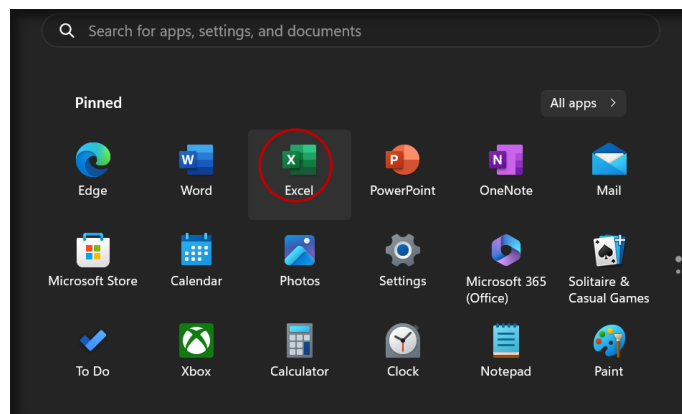 Search for apps, settings, and documents
Pinned
All apps >
Edge
Word
Excel
PowerPoint
OneNote
Mail
Microsoft Store
Calendar
Photos
Settings
Microsoft 365
(Office)
Solitaire &
Casual Games
To Do
Xbox
Calculator
Clock
Notepad
Paint